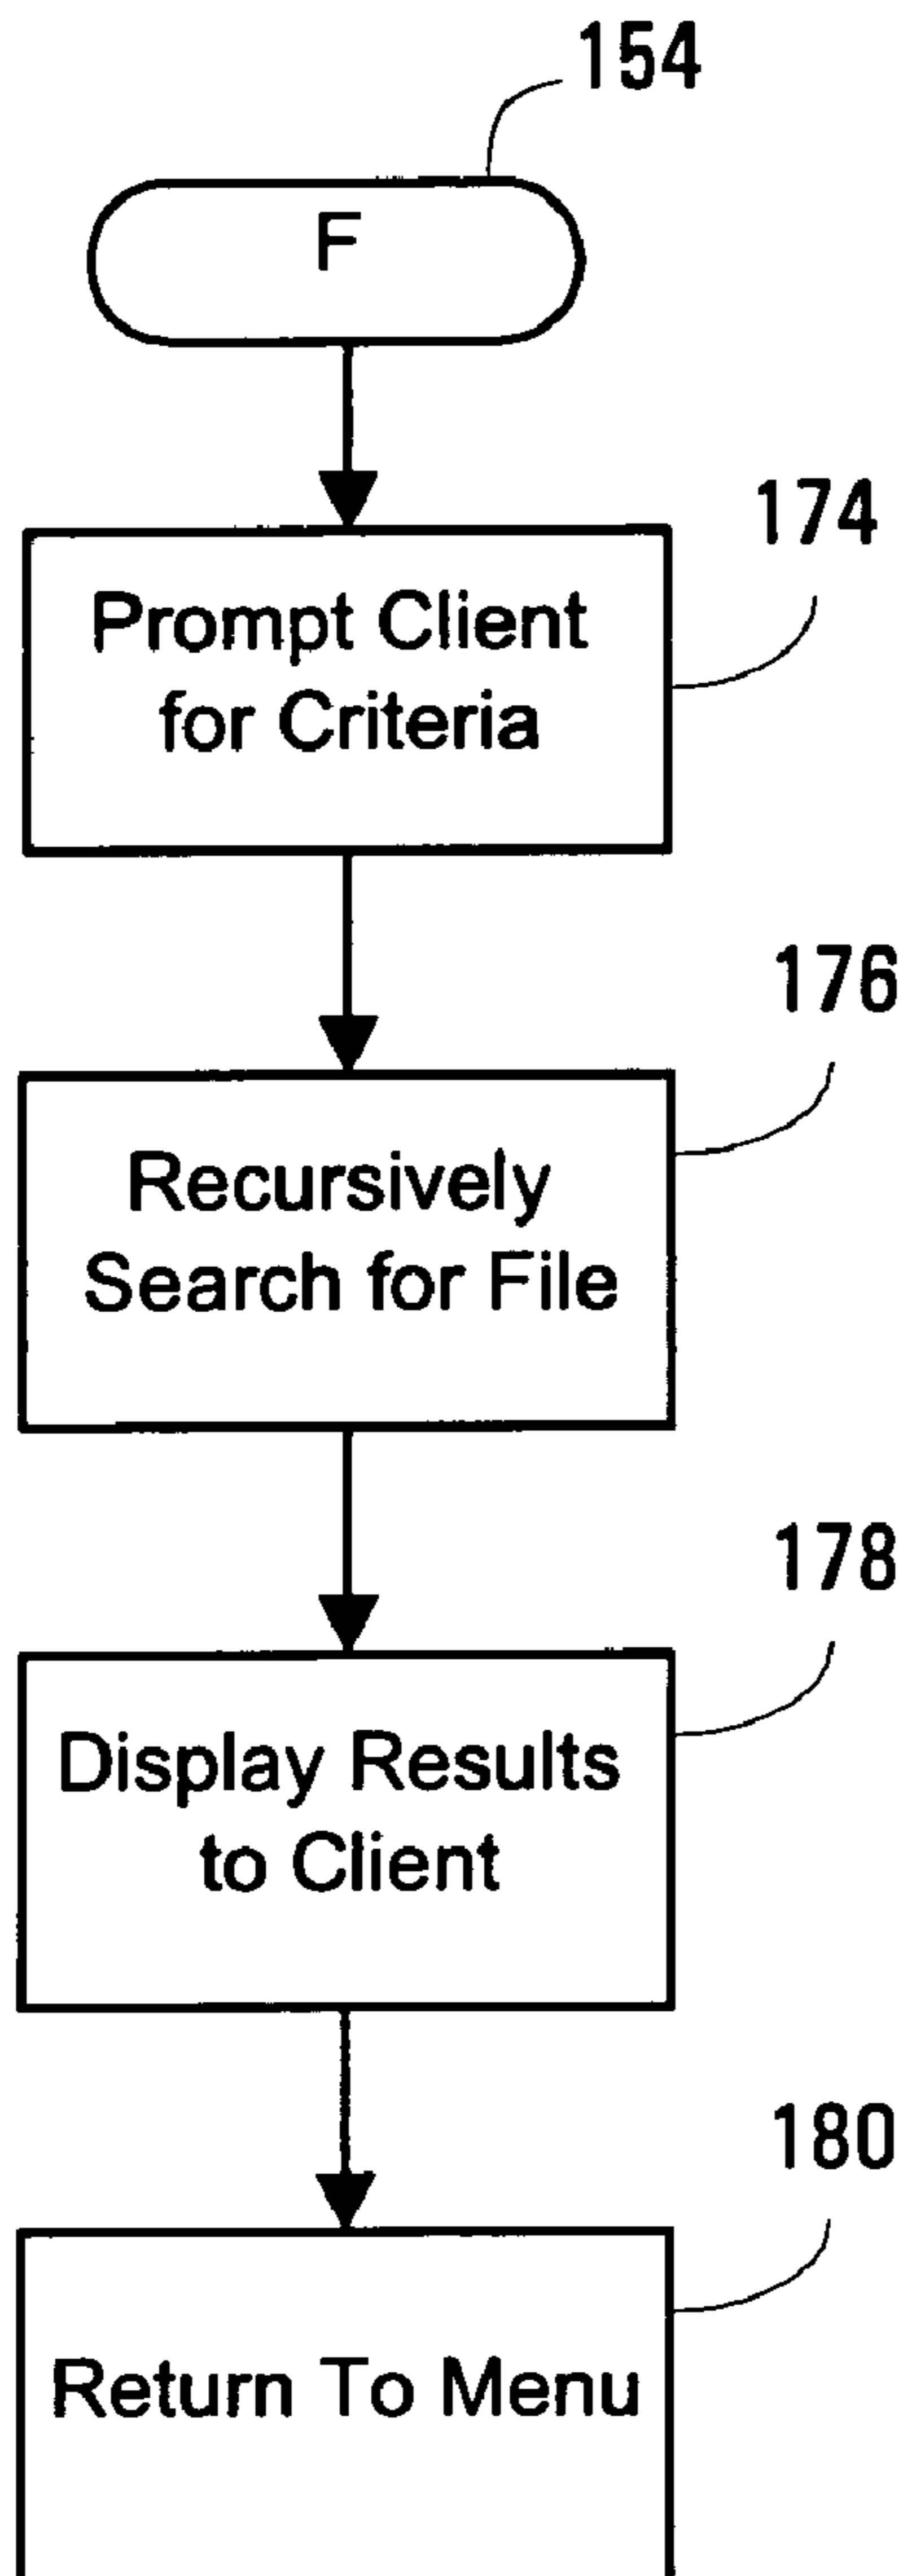 154
F
174
Prompt Client
for Criteria
176
Recursively
Search for File
178
Display Results
to Client
180
Return To Menu